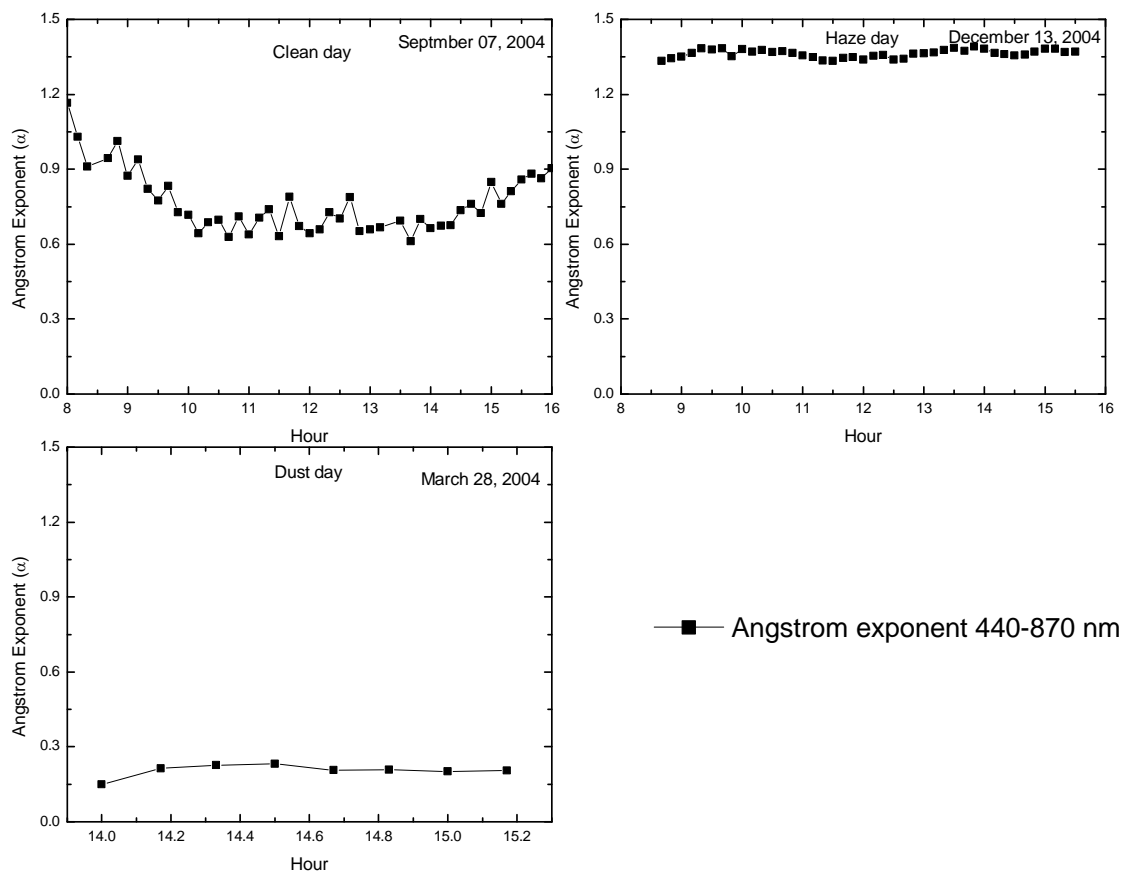 1.5
1.2
0.9
0.6
0.3
0.0
Angstrom Exponent (α)
Clean day
Septmber 07, 2004
8 9 10 11 12 13 14 15 16
Hour
1.5
1.2
0.9
0.6
0.3
0.0
Angstrom Exponent (α)
Haze day
December 13, 2004
8 9 10 11 12 13 14 15 16
Hour
1.5
1.2
0.9
0.6
0.3
0.0
Angstrom Exponent (α)
Dust day
March 28, 2004
14.0 14.2 14.4 14.6 14.8 15.0 15.2
Hour
Angstrom exponent 440-870 nm